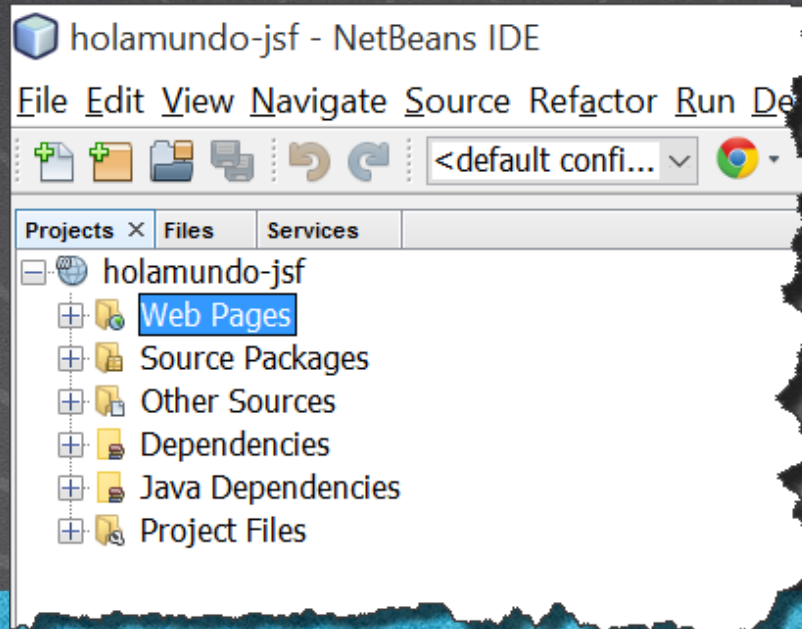 holamundo-jsf - NetBeans IDE
File Edit View Navigate Source Refactor Run De
<default confi...
Projects Files Services
holamundo-jsf
Web Pages
Source Packages
Other Sources
Dependencies
Java Dependencies
Project Files